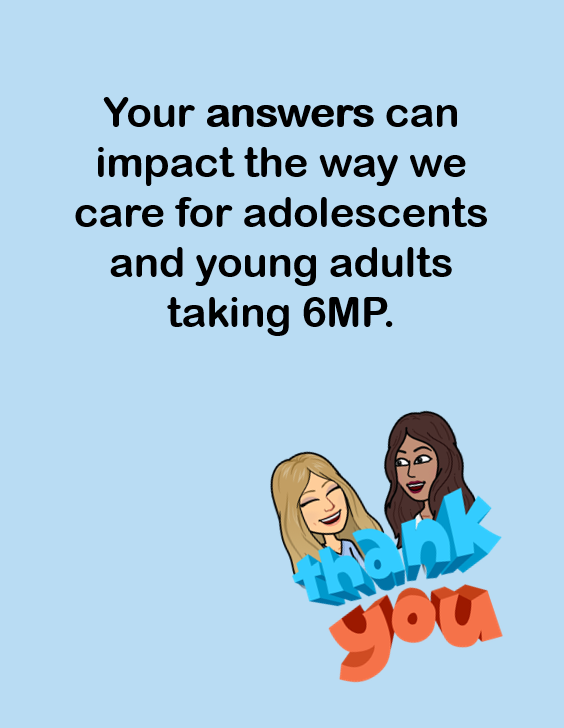 Your answers can
impact the way we
care for adolescents
and young adults
taking 6MP.
thank
you